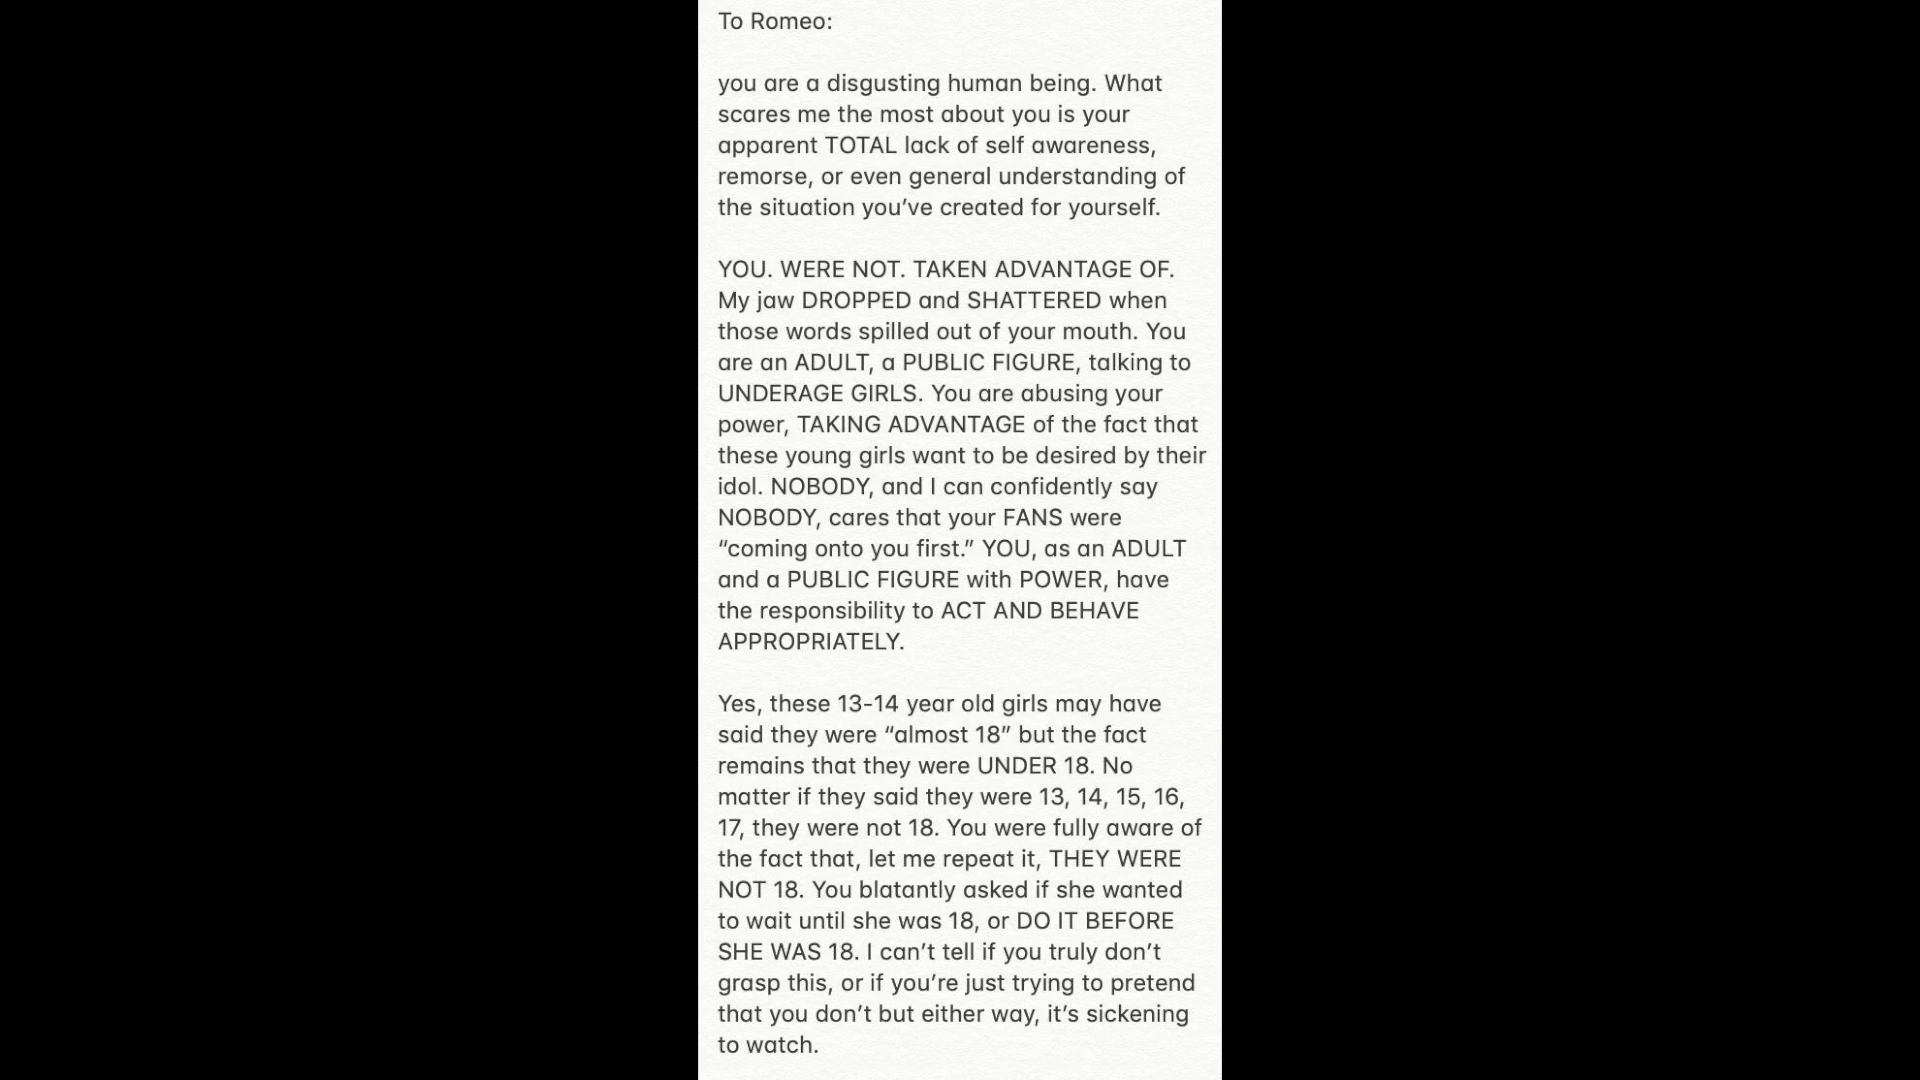 To Romeo:
you are a disgusting human being. What
scares me the most about you is your
apparent TOTAL lack of self awareness,
remorse, or even general understanding of
the situation you’ve created for yourself.
YOU. WERE NOT. TAKEN ADVANTAGE OF.
My jaw DROPPED and SHATTERED when
those words spilled out of your mouth. You
are an ADULT, a PUBLIC FIGURE, talking to
UNDERAGE GIRLS. You are abusing your
power, TAKING ADVANTAGE of the fact that
these young girls want to be desired by their
idol. NOBODY, and I can confidently say
NOBODY, cares that your FANS were
“coming onto you first.” YOU, as an ADULT
and a PUBLIC FIGURE with POWER, have
the responsibility to ACT AND BEHAVE
APPROPRIATELY.
Yes, these 13-14 year old girls may have
said they were “almost 18” but the fact
remains that they were UNDER 18. No
matter if they said they were 13, 14, 15, 16,
17, they were not 18. You were fully aware of
the fact that, let me repeat it, THEY WERE
NOT 18. You blatantly asked if she wanted
to wait until she was 18, or DO IT BEFORE
SHE WAS 18. I can’t tell if you truly don’t
grasp this, or if you’re just trying to pretend
that you don’t but either way, it’s sickening
to watch.